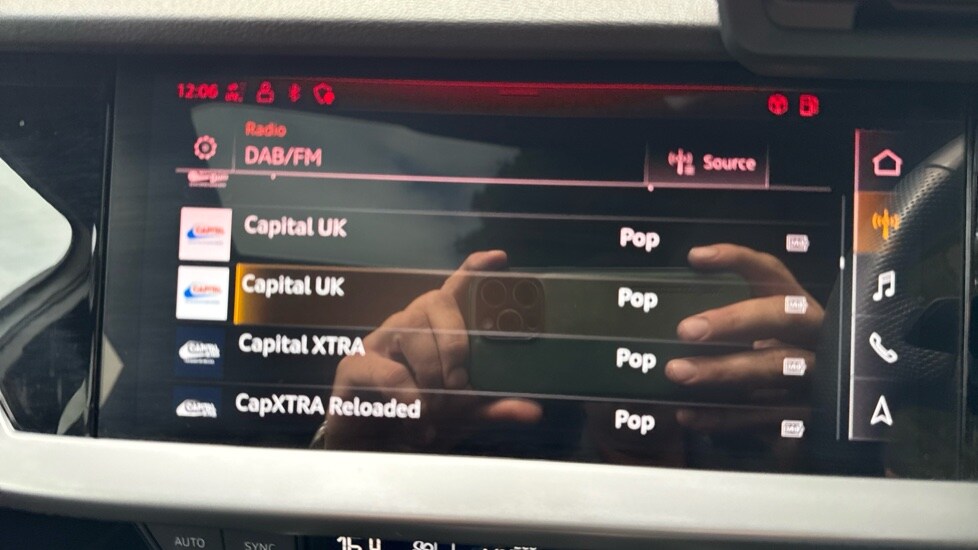 12:06
Radio
DAB/FM
Source
Capital UK
Pop
Capital UK
Pop
Capital XTRA
Pop
CapXTRA Reloaded
Pop
AUTO
SYNC